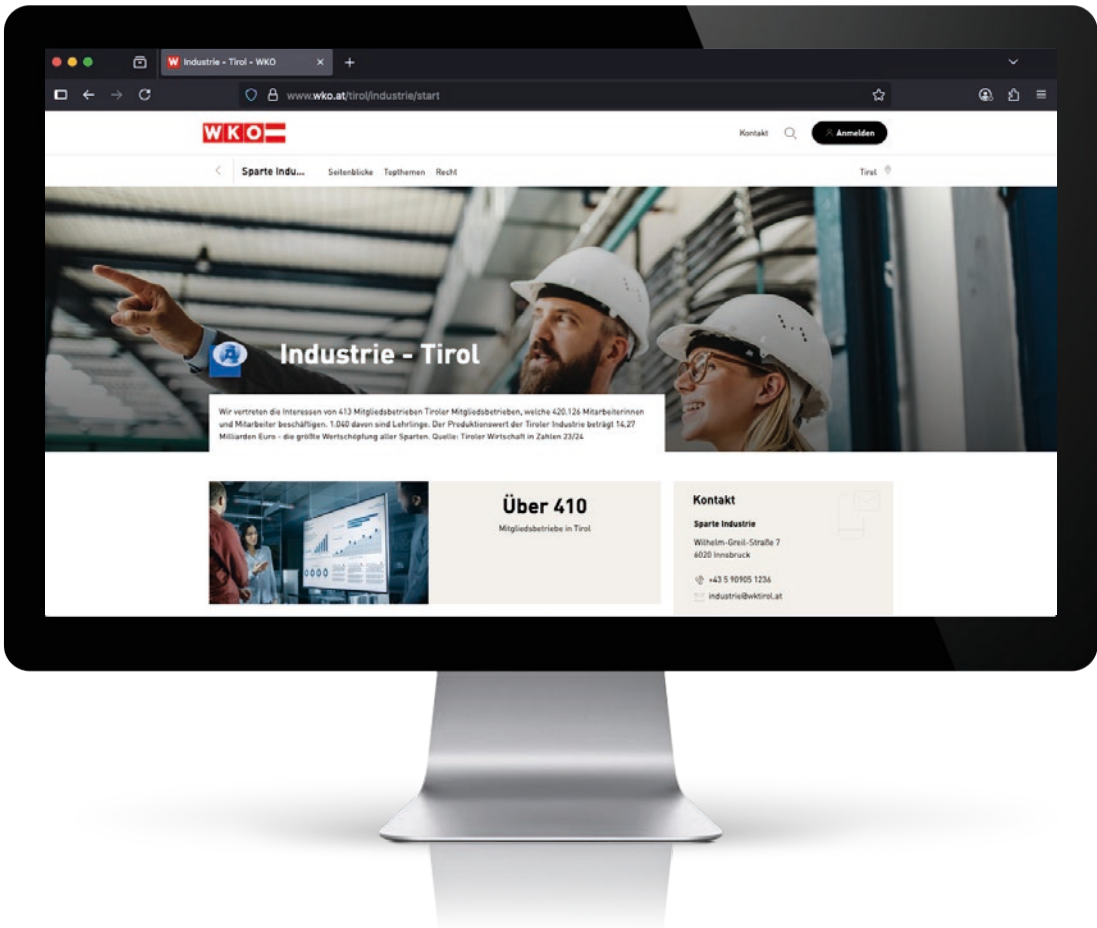 W Industrie - Tirol - WKO
www.wko.at/tirol/industrie/start
WKO
Kontakt
Anmelden
Sparte Indu...
Seitenblicke Topthemen Recht
Tirol
Industrie - Tirol
Wir vertreten die Interessen von 413 Mitgliedsbetrieben Tiroler Mitgliedsbetrieben, welche 420.126 Mitarbeiterinnen
und Mitarbeiter beschäftigen. 1.040 davon sind Lehrlinge. Der Produktionswert der Tiroler Industrie beträgt 14,27
Milliarden Euro - die größte Wertschöpfung aller Sparten. Quelle: Tiroler Wirtschaft in Zahlen 23/24
Über 410
Mitgliedsbetriebe in Tirol
Kontakt
Sparte Industrie
Wilhelm-Greil-Straße 7
6020 Innsbruck
+43 5 90905 1236
industrie@wktirol.at